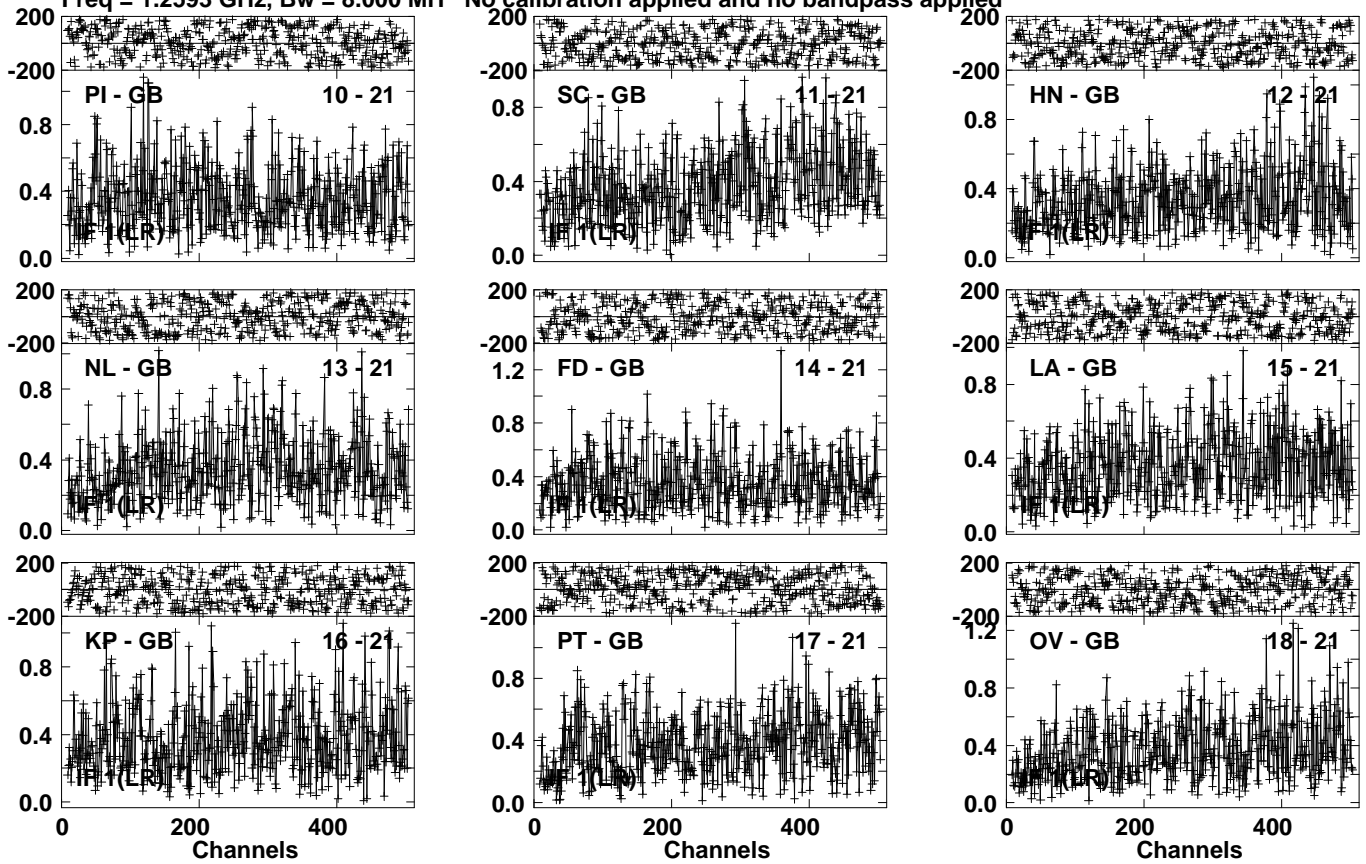 Freq = 1.2593 GHz, Bw = 8.000 MH No calibration applied and no bandpass applied
200 200 200
-200 -200 -200
PI - GB 10 - 21 SC - GB 11 - 21 HN - GB 12 - 21
0.8 0.8 0.8
0.4 0.4 0.4
IF 1(LR) IF 1(LR) IF 1(LR)
0.0 0.0 0.0
200 200 200
-200 -200 -200
NL - GB 13 - 21 FD - GB 14 - 21 LA - GB 15 - 21
0.8 1.2 0.8
0.4 0.8 0.4
0.4
IF 1(LR) IF 1(LR) IF 1(LR)
0.0 0.0 0.0
200 200 200
-200 -200 -200
1.2
KP - GB 16 - 21 PT - GB 17 - 21 OV - GB 18 - 21
0.8 0.8 0.8
0.4 0.4 0.4
IF 1(LR) IF 1(LR) IF 1(LR)
0.0 0.0 0.0
0 200 400 0 200 400 0 200 400
Channels Channels Channels